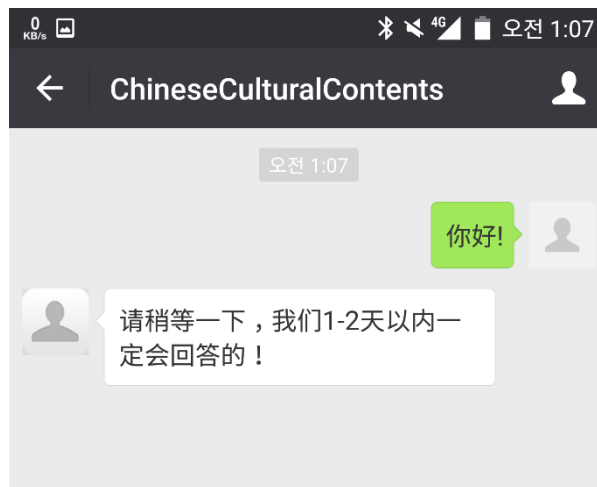 0
KB/s
4G
오전 1:07
ChineseCulturalContents
오전 1:07
你好!
请稍等一下，我们1-2天以内一
定会回答的！